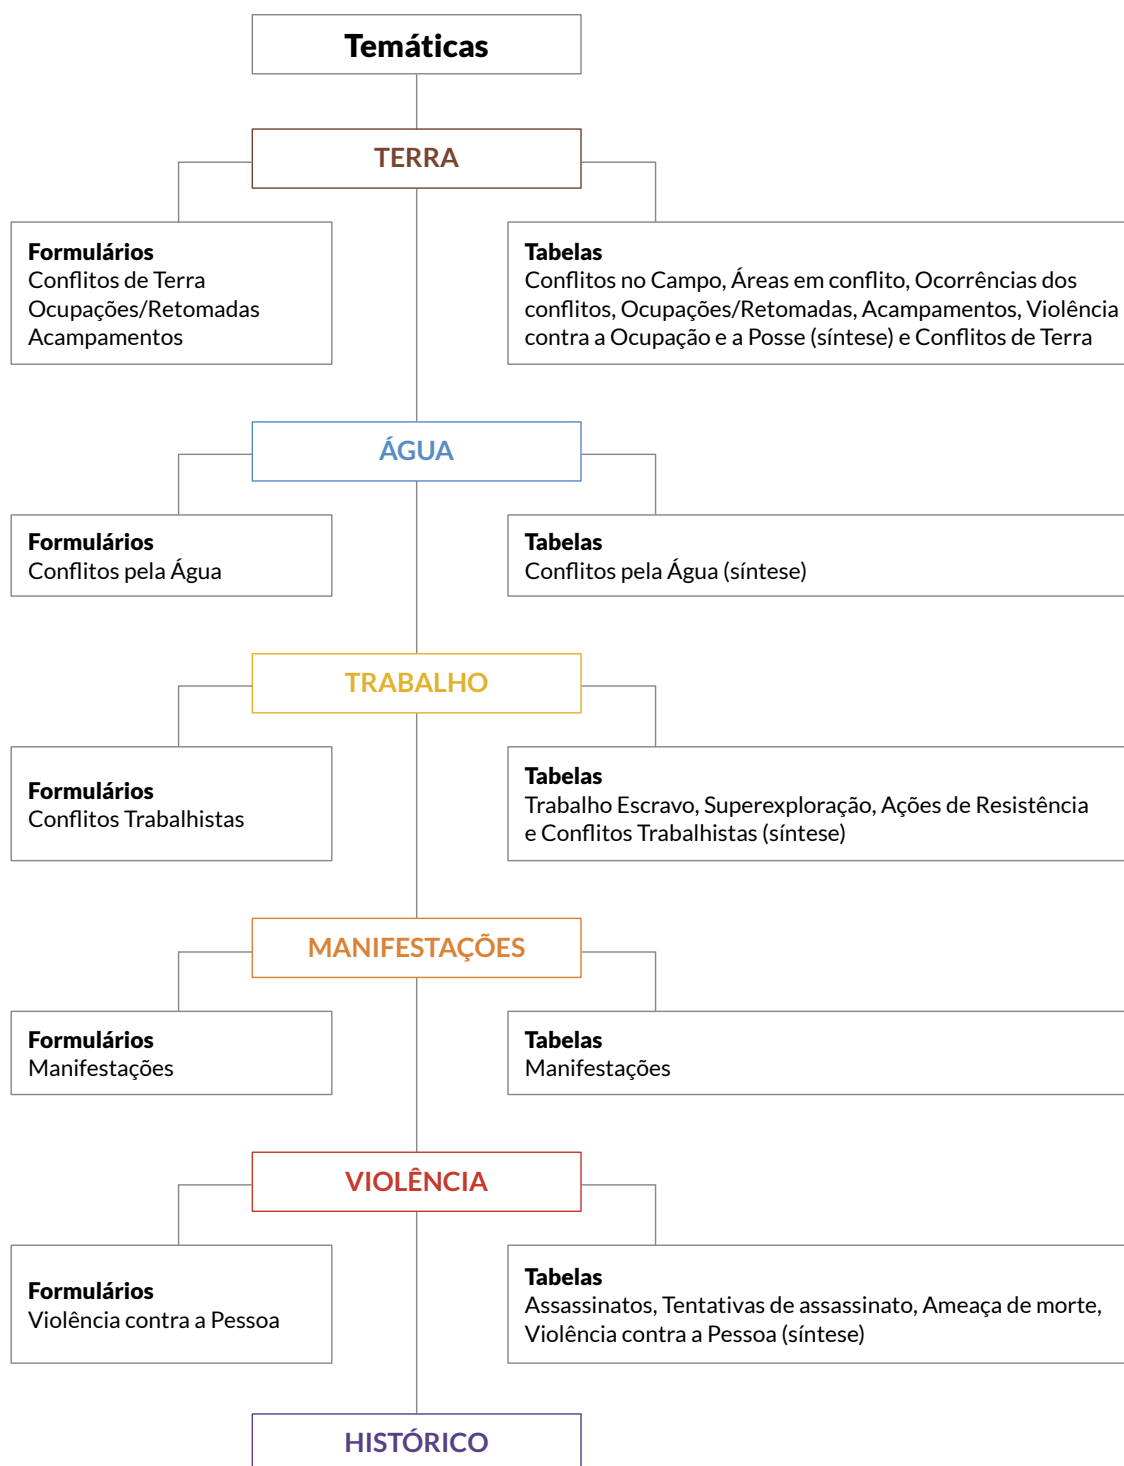 Temáticas
TERRA
Formulários
Conflitos de Terra
Ocupações/Retomadas
Acampamentos
Tabelas
Conflitos no Campo, Áreas em conflito, Ocorrências dos
conflitos, Ocupações/Retomadas, Acampamentos, Violência
contra a Ocupação e a Posse (síntese) e Conflitos de Terra
ÁGUA
Formulários
Conflitos pela Água
Tabelas
Conflitos pela Água (síntese)
TRABALHO
Formulários
Conflitos Trabalhistas
Tabelas
Trabalho Escravo, Superexploração, Ações de Resistência
e Conflitos Trabalhistas (síntese)
MANIFESTAÇÕES
Formulários
Manifestações
Tabelas
Manifestações
VIOLÊNCIA
Formulários
Violência contra a Pessoa
Tabelas
Assassinatos, Tentativas de assassinato, Ameaça de morte,
Violência contra a Pessoa (síntese)
HISTÓRICO